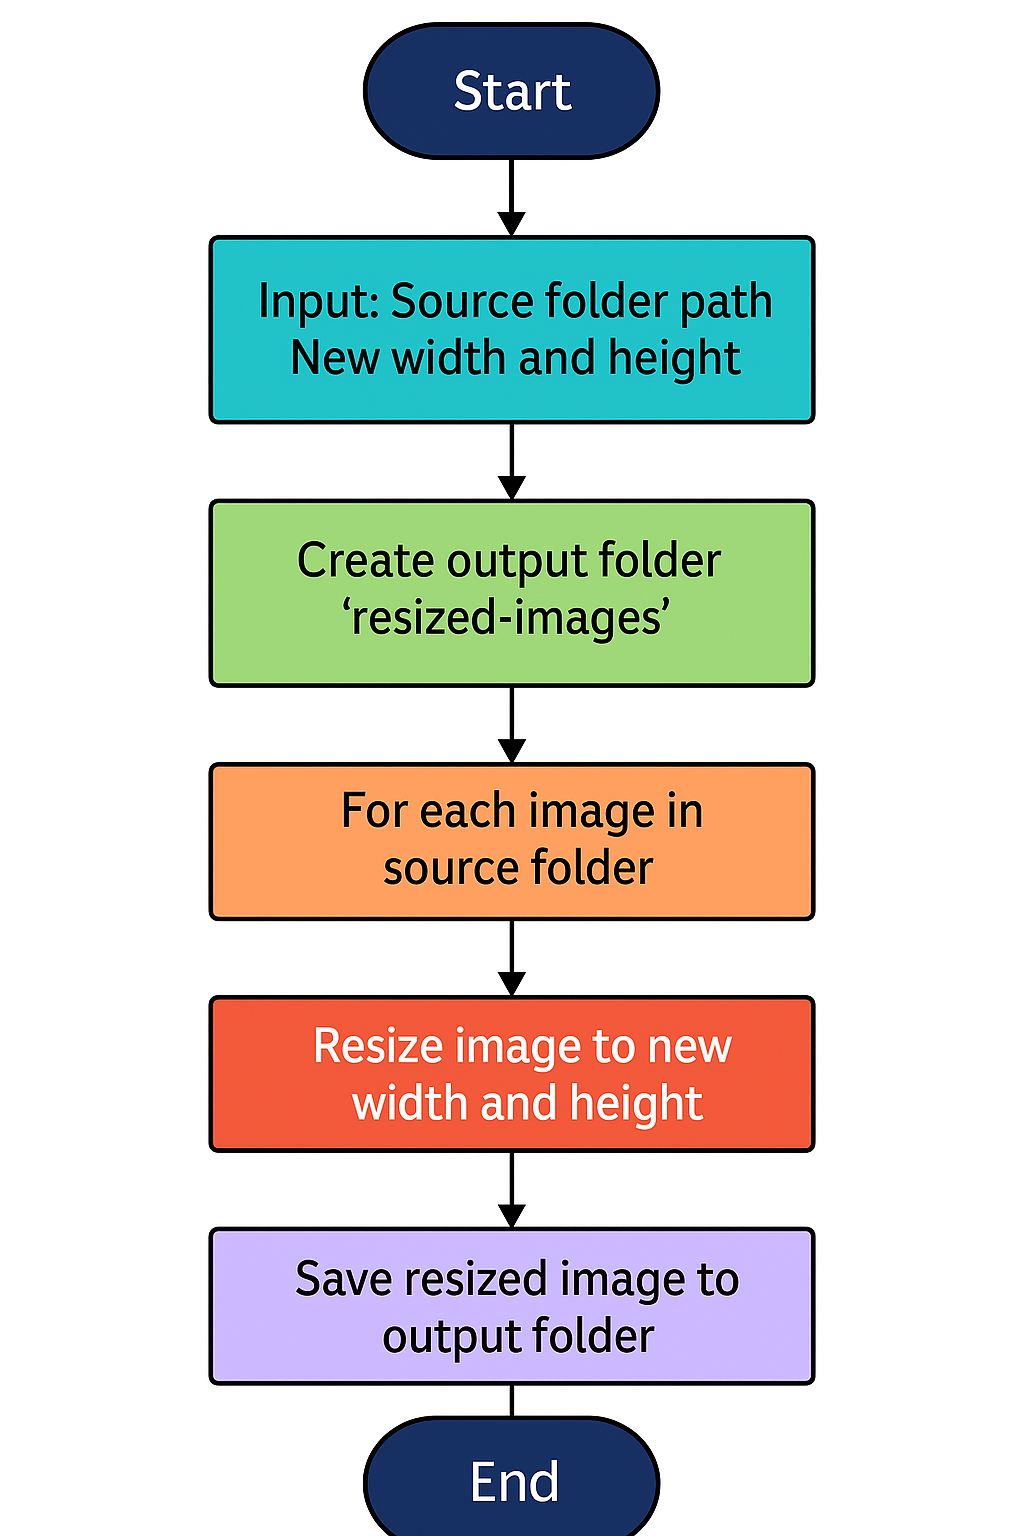 Start
Input: Source folder path
New width and height
Create output folder
‘resized-images’
For each image in
source folder
Resize image to new
width and height
Save resized image to
output folder
End